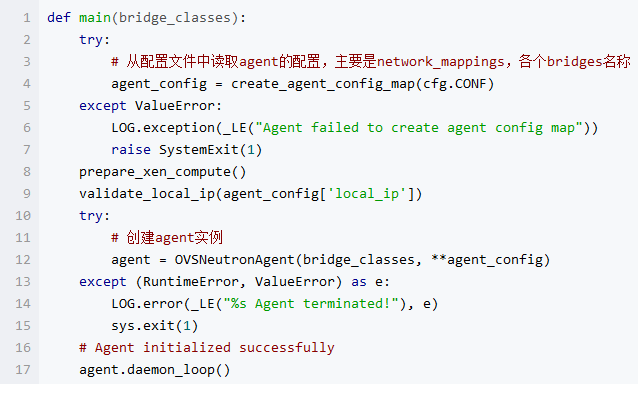 1 def main(bridge_classes):
2     try:
3         # 从配置文件中读取agent的配置，主要是network_mappings，各个bridges名称
4         agent_config = create_agent_config_map(cfg.CONF)
5     except ValueError:
6         LOG.exception(_LE("Agent failed to create agent config map"))
7         raise SystemExit(1)
8     prepare_xen_compute()
9     validate_local_ip(agent_config['local_ip'])
10     try:
11         # 创建agent实例
12         agent = OVSNeutronAgent(bridge_classes, **agent_config)
13     except (RuntimeError, ValueError) as e:
14         LOG.error(_LE("%s Agent terminated!"), e)
15         sys.exit(1)
16     # Agent initialized successfully
17     agent.daemon_loop()